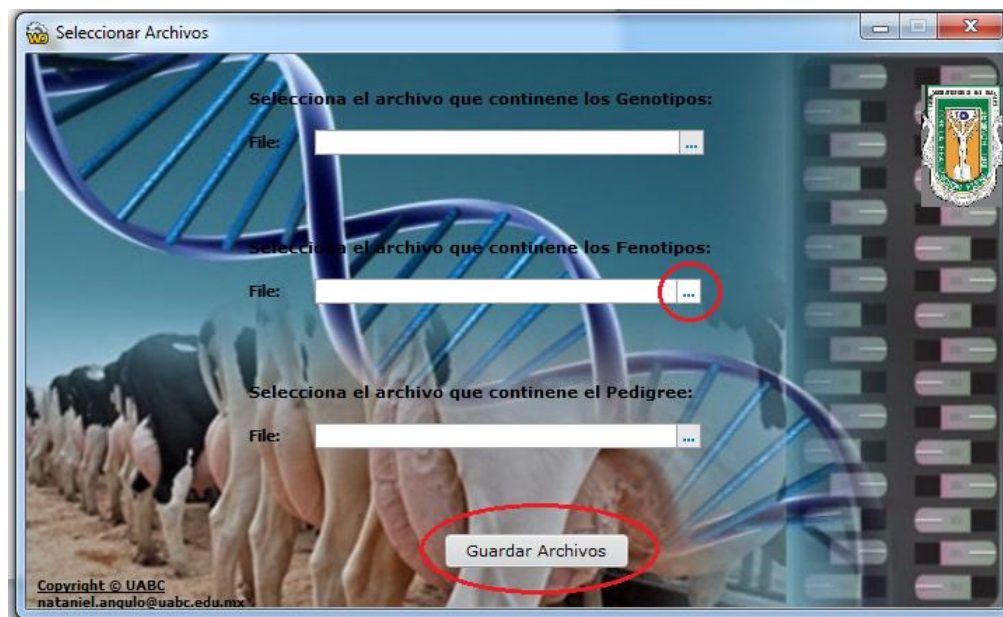 Seleccionar Archivos
Selecciona el archivo que continene los Genotipos:
File:
...
Selecciona el archivo que continene los Fenotipos:
File:
...
Selecciona el archivo que continene el Pedigree:
File:
...
Guardar Archivos
Copyright © UABC
nataniel.angulo@uabc.edu.mx